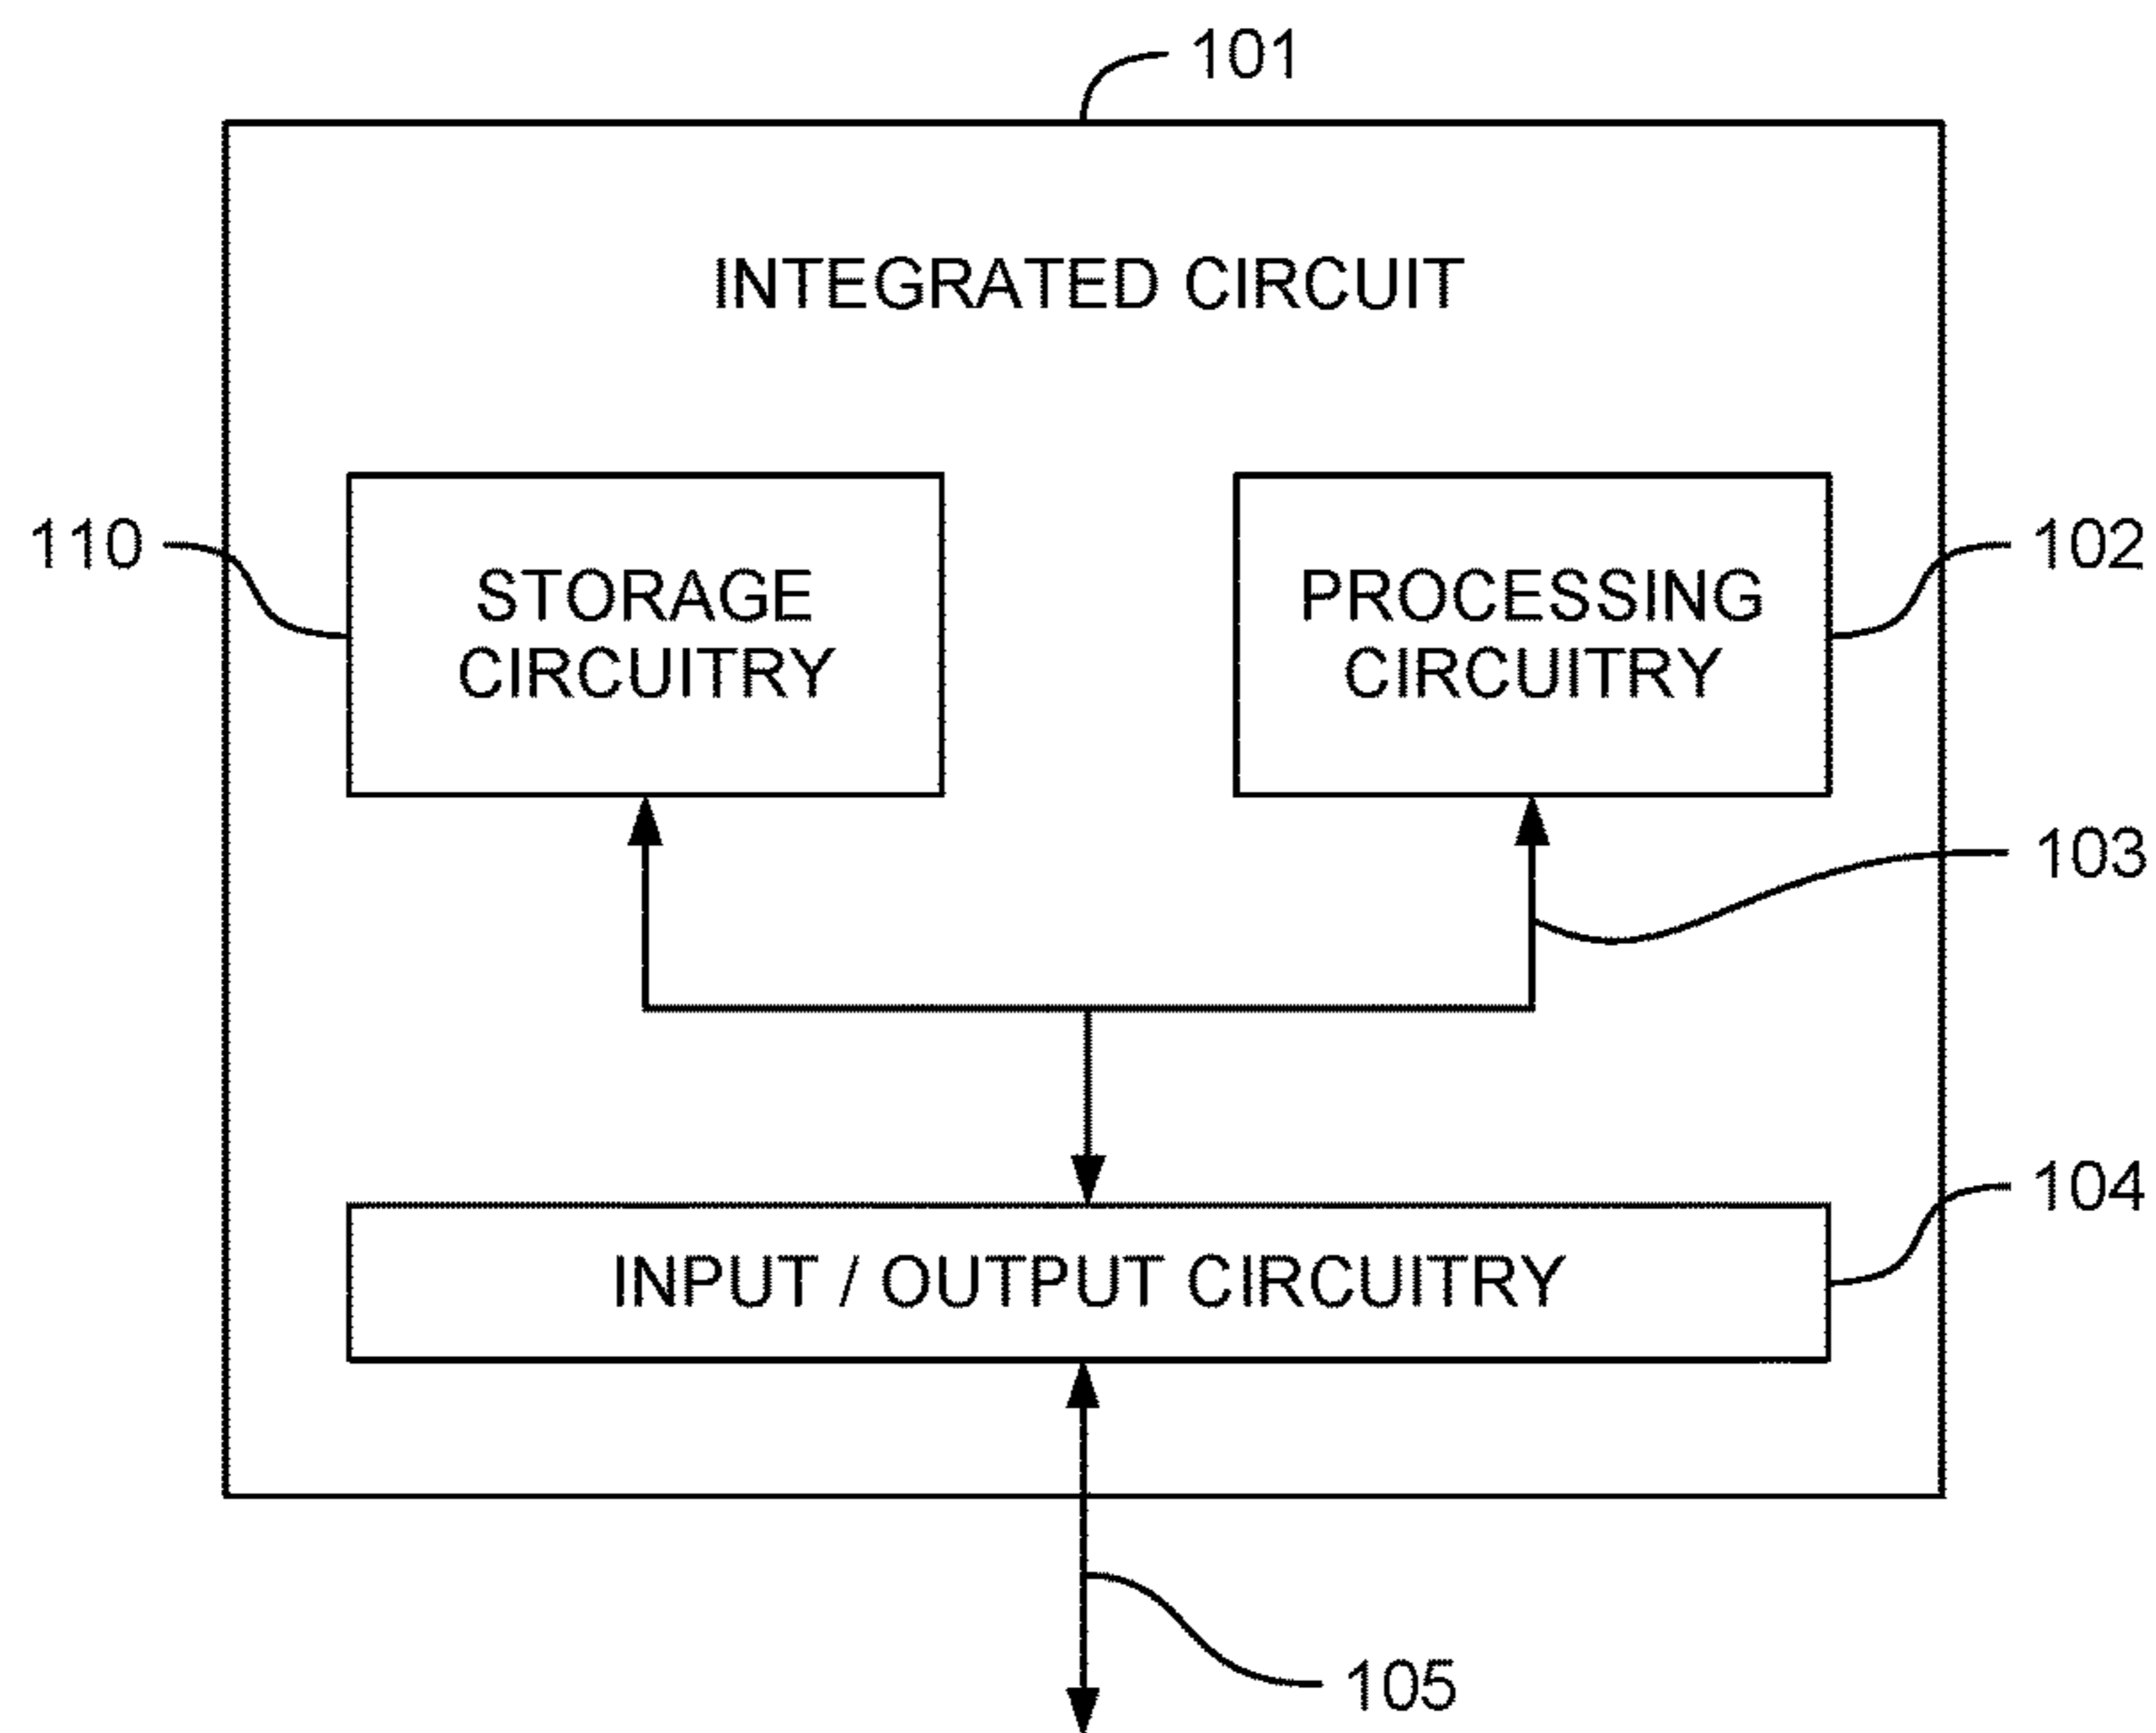 101
INTEGRATED CIRCUIT
110
STORAGE
CIRCUITRY
PROCESSING
CIRCUITRY
102
103
104
INPUT / OUTPUT CIRCUITRY
105